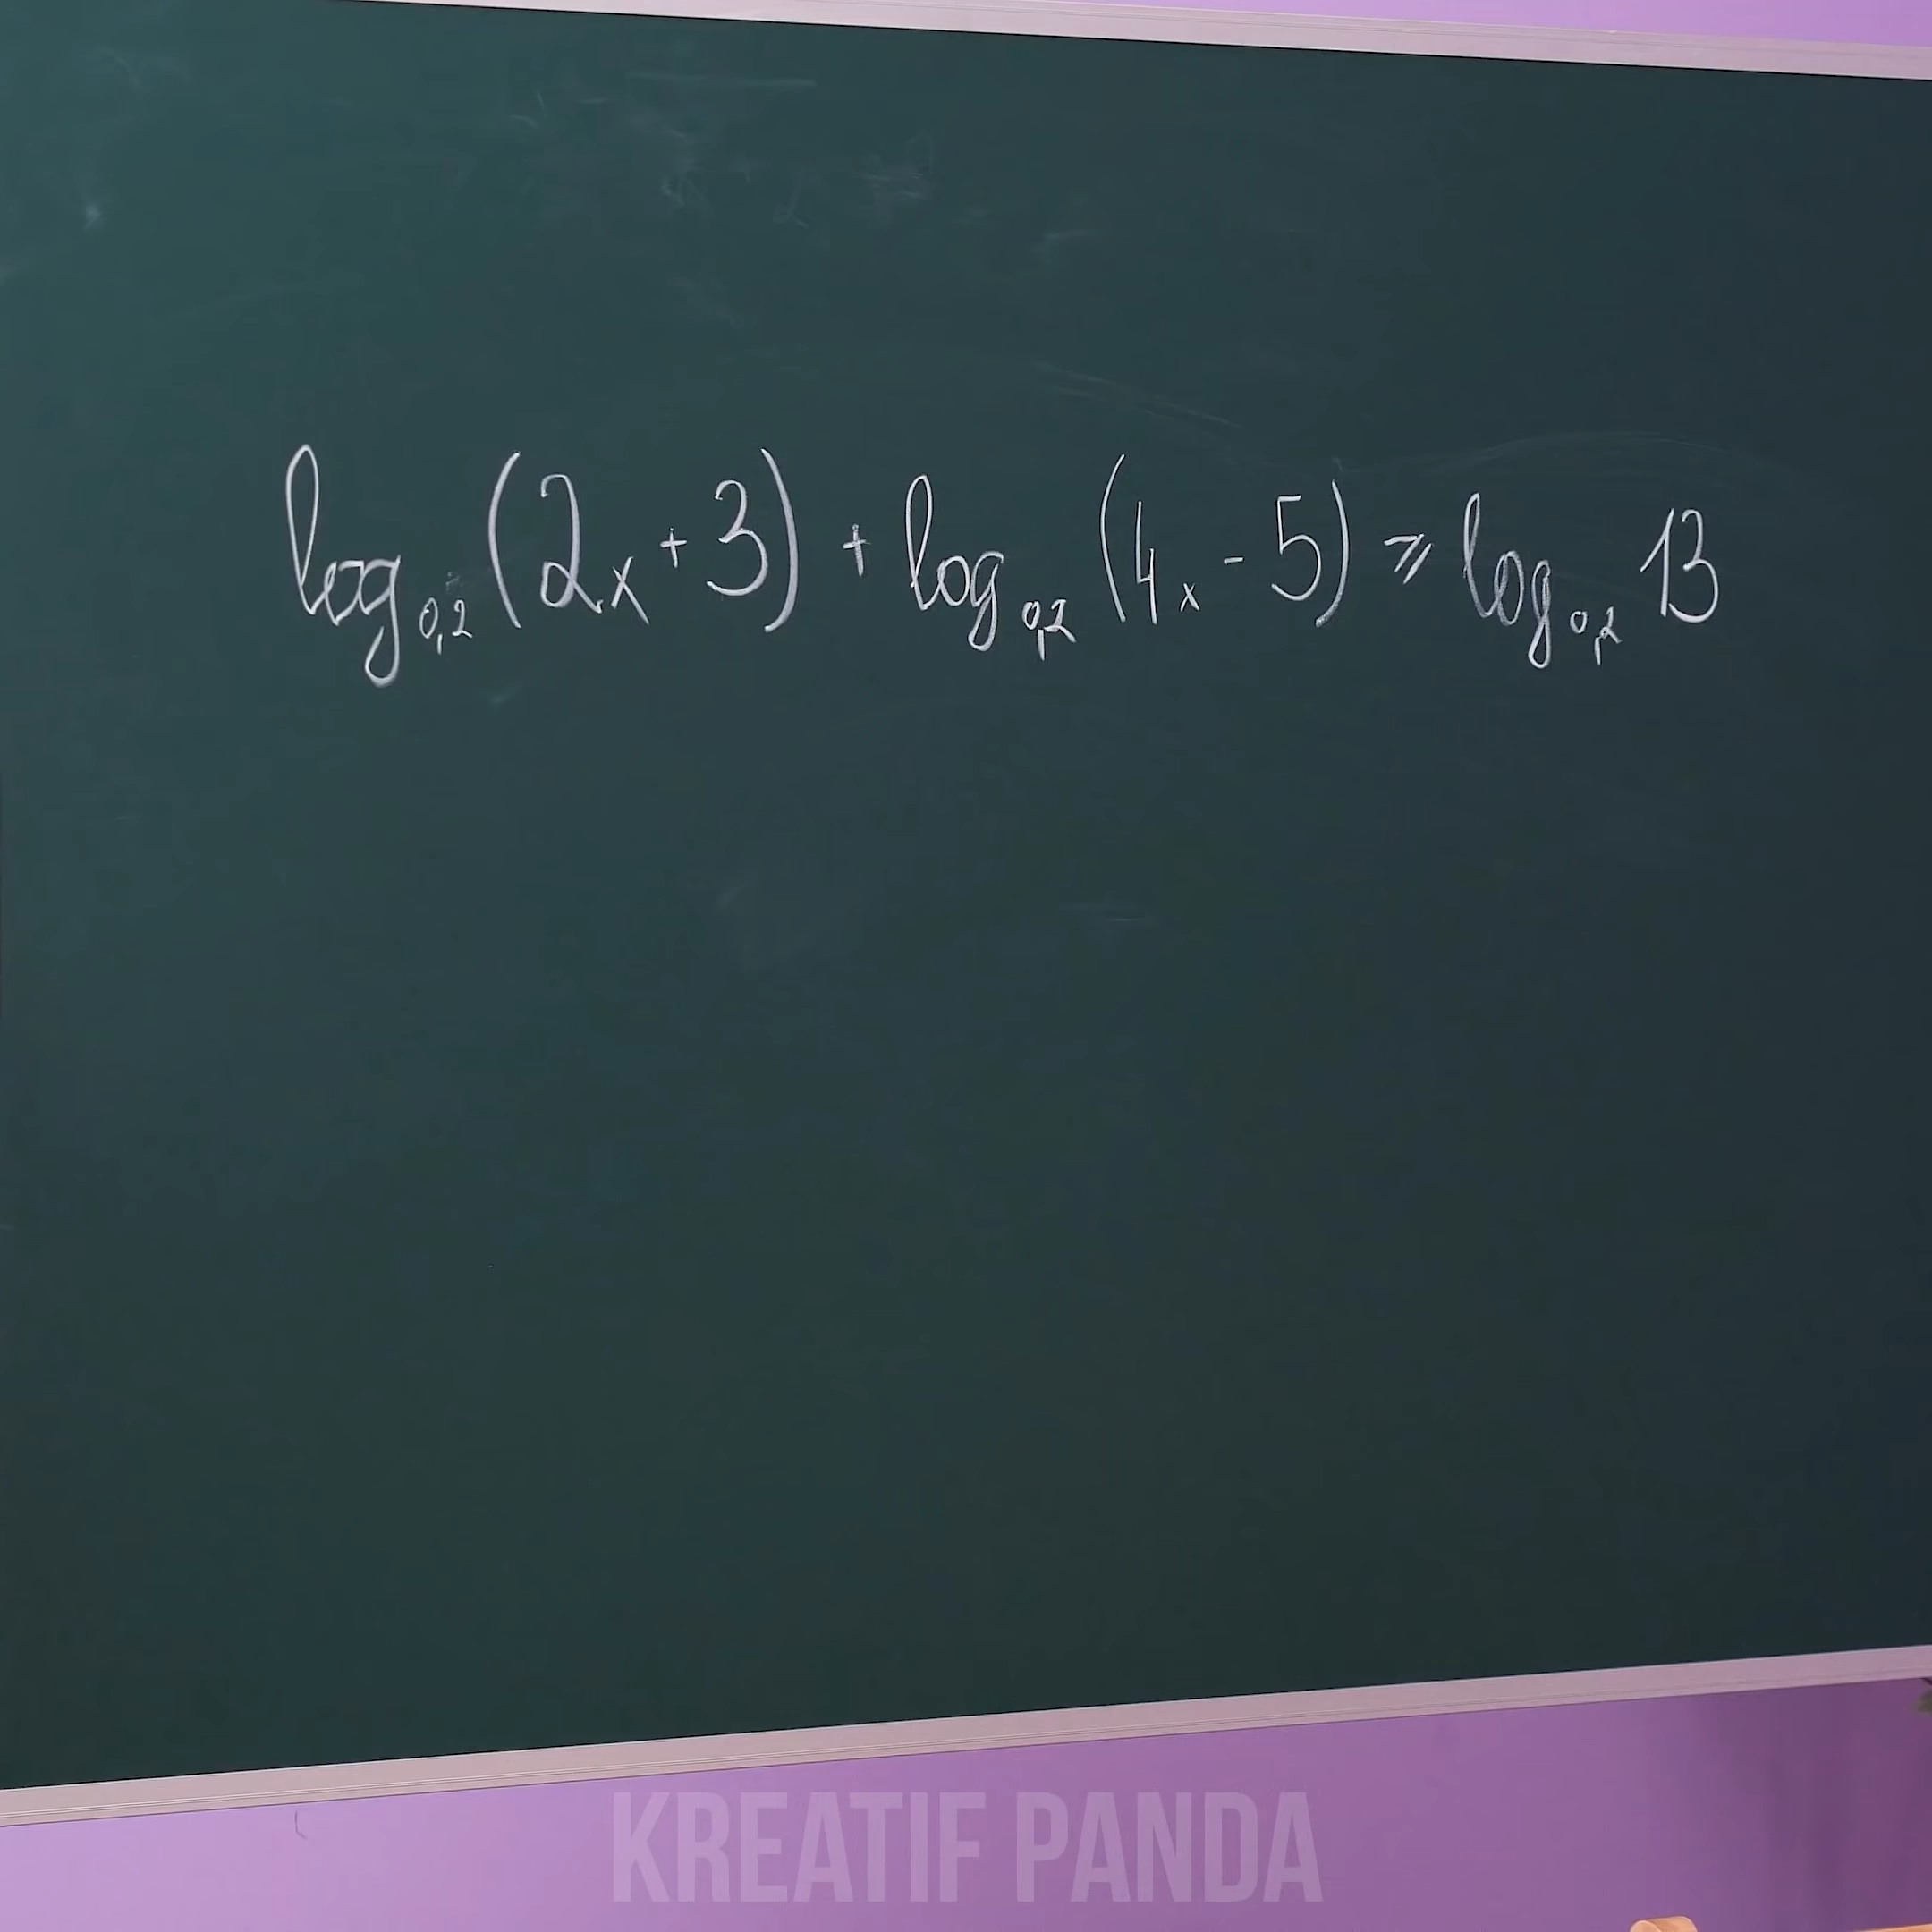 log₀,₂ (2x + 3) + log₀,₂ (4x - 5) ⩾ log₀,₂ 13
KREATIF PANDA